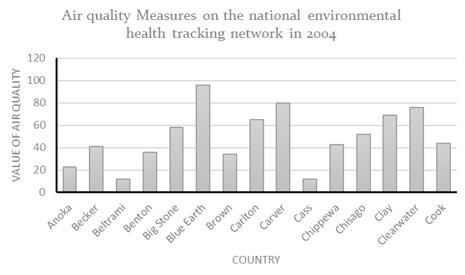 Air quality Measures on the national environmental
health tracking network in 2004
VALUE OF AIR QUALITY
120
100
80
60
40
20
0
Anoka
Becker
Beltrami
Benton
Big Stone
Blue Earth
Brown
Carlton
Carver
Cass
Chippewa
Chisago
Clay
Clearwater
Cook
COUNTRY